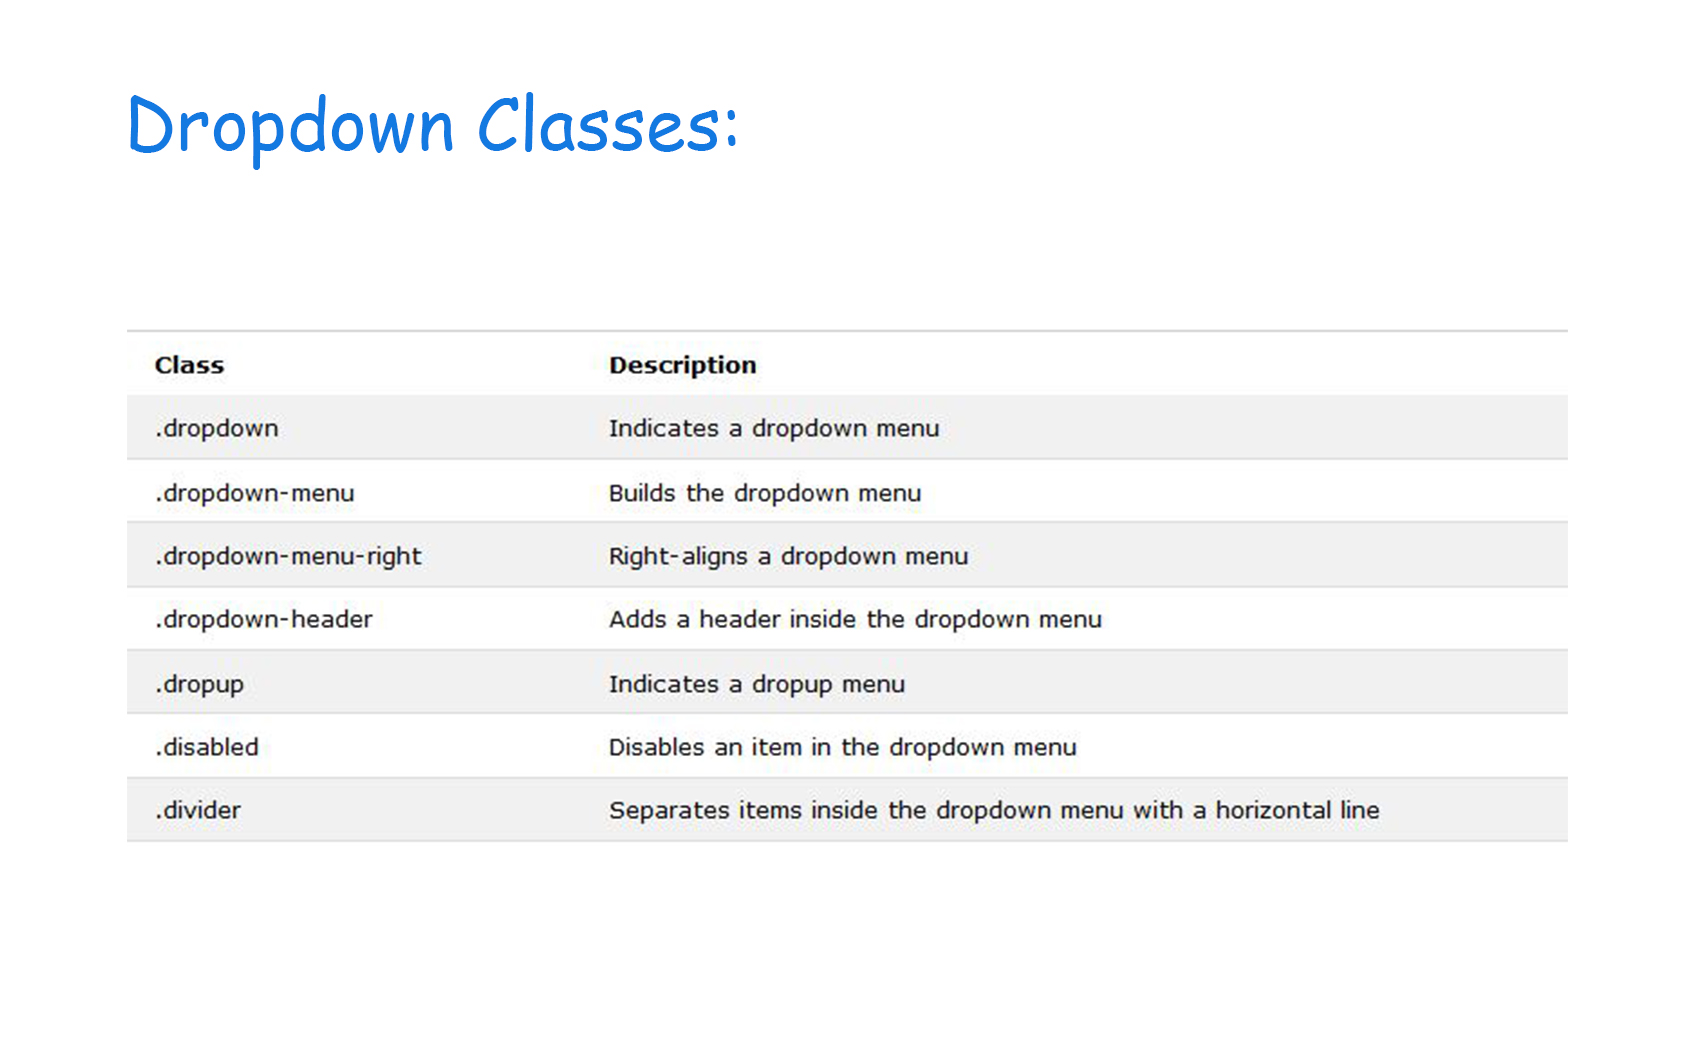 Dropdown Classes:
Class Description
.dropdown Indicates a dropdown menu
.dropdown-menu Builds the dropdown menu
.dropdown-menu-right Right-aligns a dropdown menu
.dropdown-header Adds a header inside the dropdown menu
.dropup Indicates a dropup menu
.disabled Disables an item in the dropdown menu
.divider Separates items inside the dropdown menu with a horizontal line